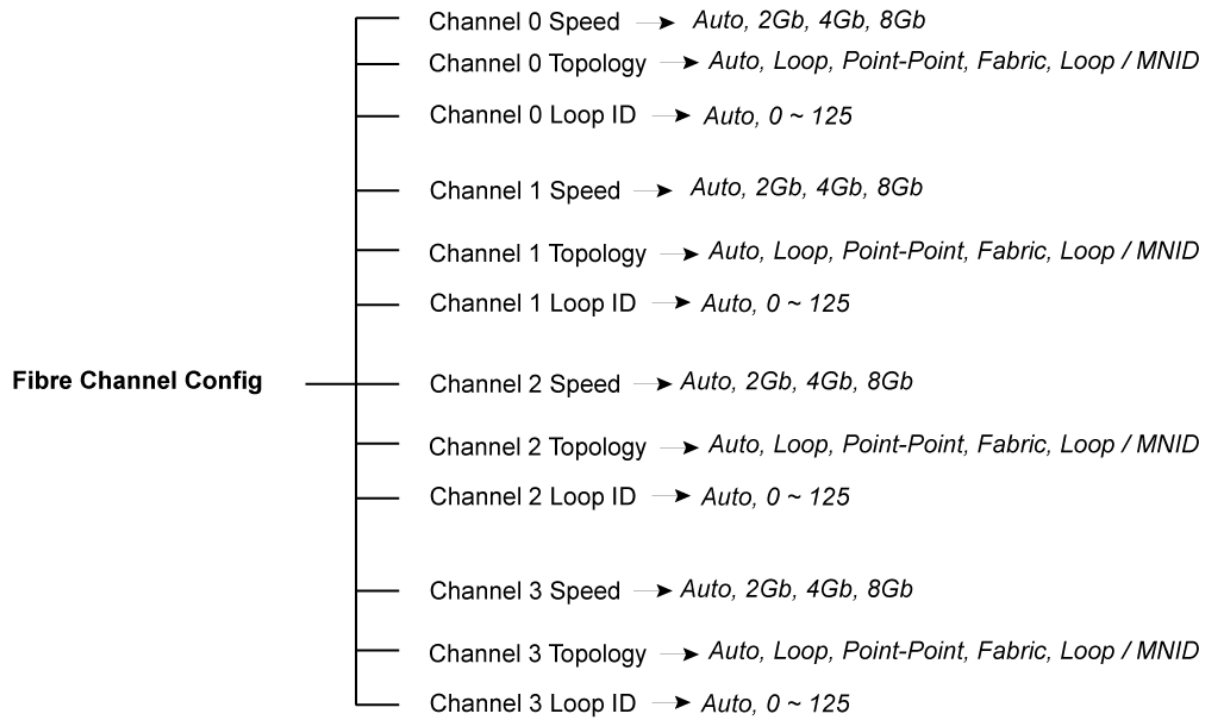 Channel 0 Speed Auto, 2Gb, 4Gb, 8Gb
Channel 0 Topology Auto, Loop, Point-Point, Fabric, Loop / MNID
Channel 0 Loop ID Auto, 0 ~ 125
Channel 1 Speed Auto, 2Gb, 4Gb, 8Gb
Channel 1 Topology Auto, Loop, Point-Point, Fabric, Loop / MNID
Channel 1 Loop ID Auto, 0 ~ 125
Fibre Channel Config
Channel 2 Speed Auto, 2Gb, 4Gb, 8Gb
Channel 2 Topology Auto, Loop, Point-Point, Fabric, Loop / MNID
Channel 2 Loop ID Auto, 0 ~ 125
Channel 3 Speed Auto, 2Gb, 4Gb, 8Gb
Channel 3 Topology Auto, Loop, Point-Point, Fabric, Loop / MNID
Channel 3 Loop ID Auto, 0 ~ 125